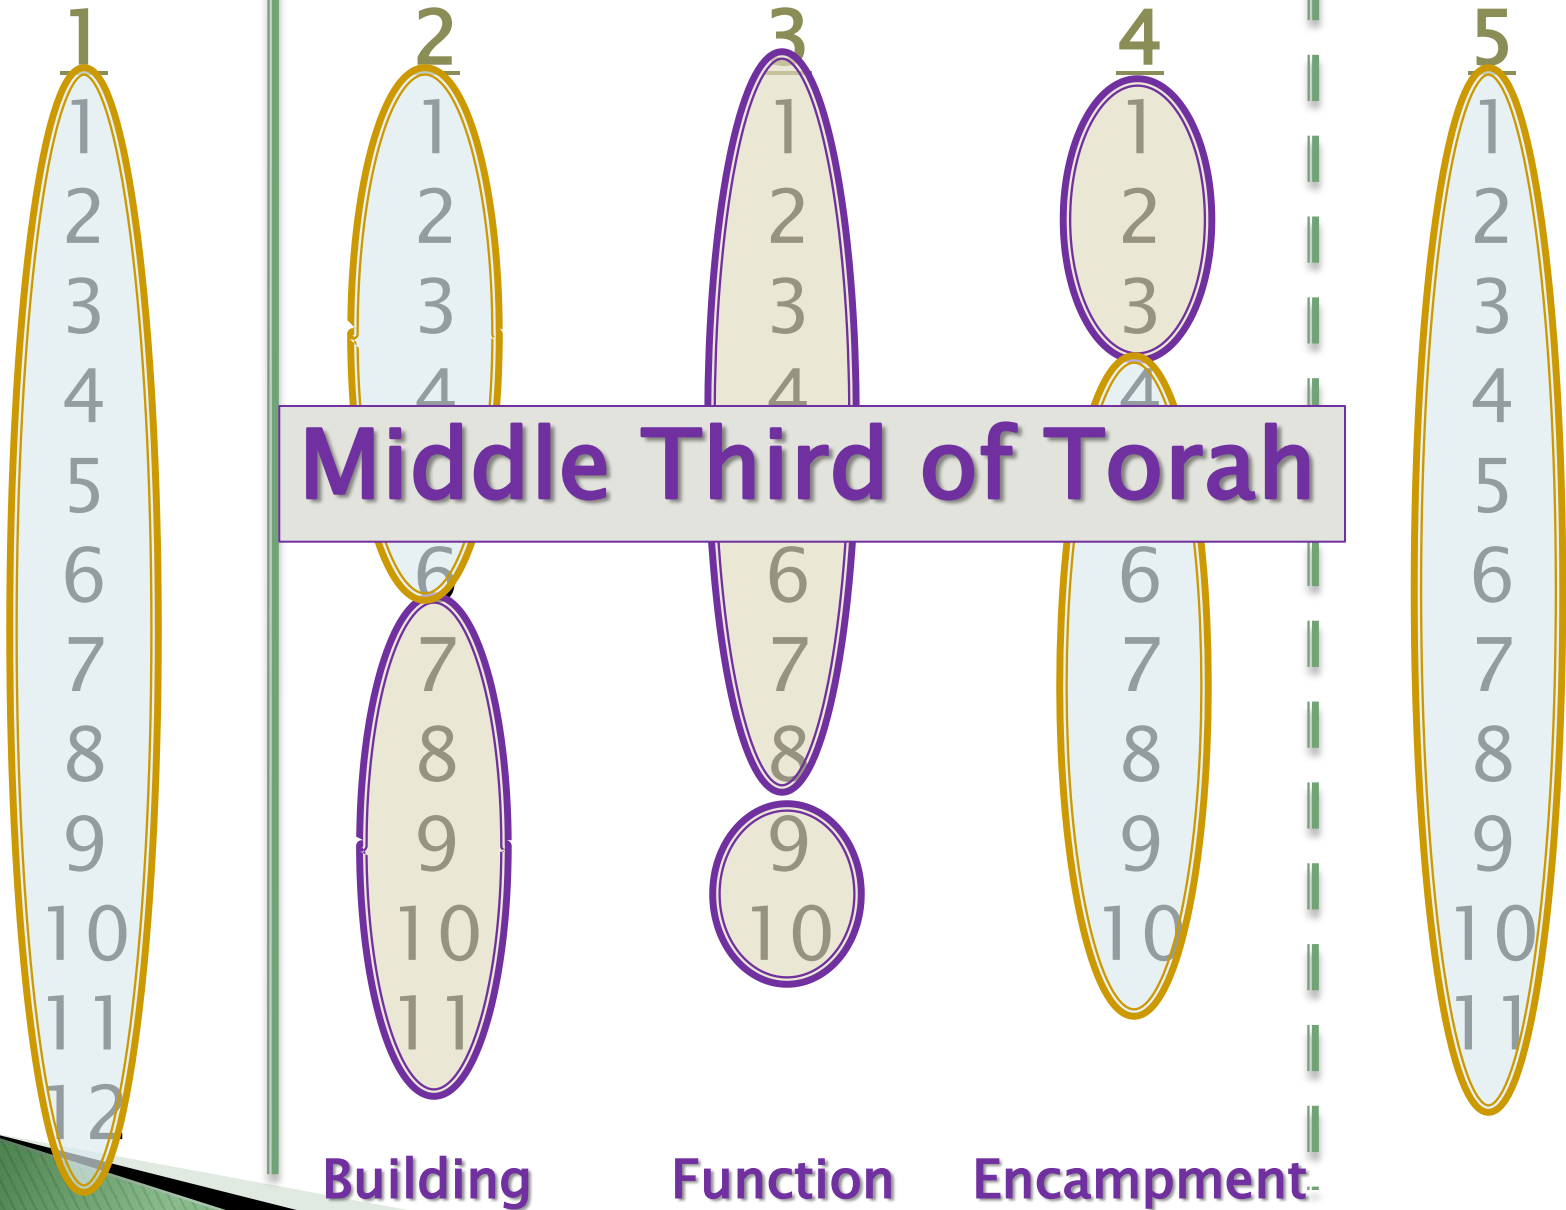 1 2 3 4 5
1 1 1 1 1
2 2 2 2 2
3 3 3 3 3
4 4 4 4 4
5 5
Middle Third of Torah
6 6 6 6 6
7 7 7 7 7
8 8 8 8 8
9 9 9 9 9
10 10 10 10 10
11 11 11
12
Building Function Encampment